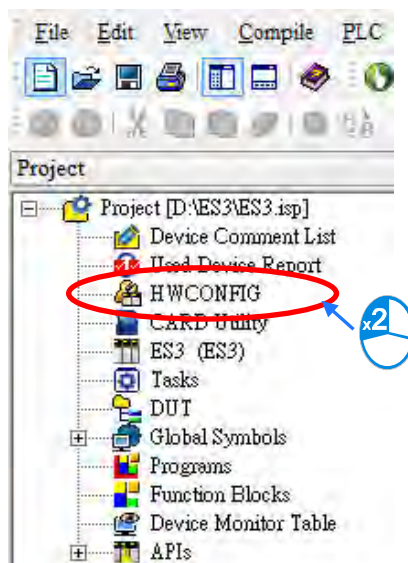 File Edit View Compile PLC
Project
Project [D:\ES3\ES3.isp]
Device Comment List
Used Device Report
HWCONFIG
CARD Utility
ES3 (ES3)
Tasks
DUT
Global Symbols
Programs
Function Blocks
Device Monitor Table
APIs
x2